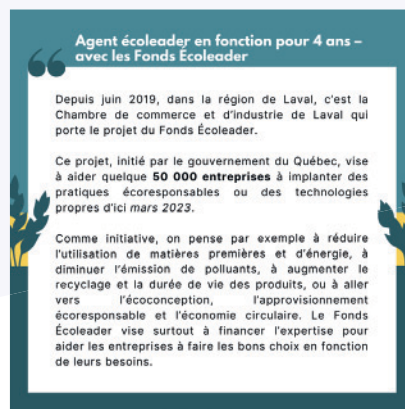 Agent écoleader en fonction pour 4 ans –
avec les Fonds Écoleader
Depuis juin 2019, dans la région de Laval, c'est la
Chambre de commerce et d'industrie de Laval qui
porte le projet du Fonds Écoleader.
Ce projet, initié par le gouvernement du Québec, vise
à aider quelque 50 000 entreprises à implanter des
pratiques écoresponsables ou des technologies
propres d'ici mars 2023.
Comme initiative, on pense par exemple à réduire
l'utilisation de matières premières et d'énergie, à
diminuer l'émission de polluants, à augmenter le
recyclage et la durée de vie des produits, ou à aller
vers l'écoconception, l'approvisionnement
écoresponsable et l'économie circulaire. Le Fonds
Écoleader vise surtout à financer l'expertise pour
aider les entreprises à faire les bons choix en fonction
de leurs besoins.